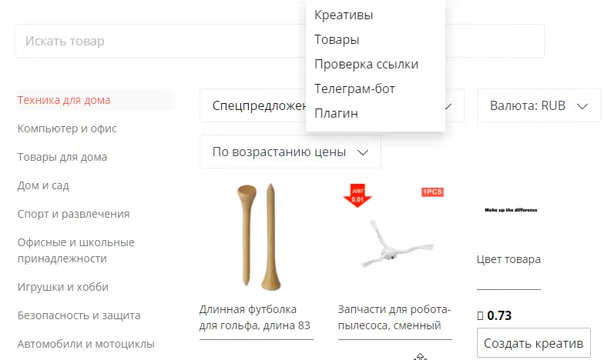 Креативы
Товары
Проверка ссылки
Телеграм-бот
Плагин
Искать товар
Техника для дома
Компьютер и офис
Товары для дома
Дом и сад
Спорт и развлечения
Офисные и школьные
принадлежности
Игрушки и хобби
Безопасность и защита
Автомобили и мотоциклы
Спецпредложен
Валюта: RUB
По возрастанию цены
JUST
0.01
1PCS
Make up the difference
Длинная футболка
для гольфа, длина 83
Запчасти для робота-
пылесоса, сменный
Цвет товара
0.73
Создать креатив